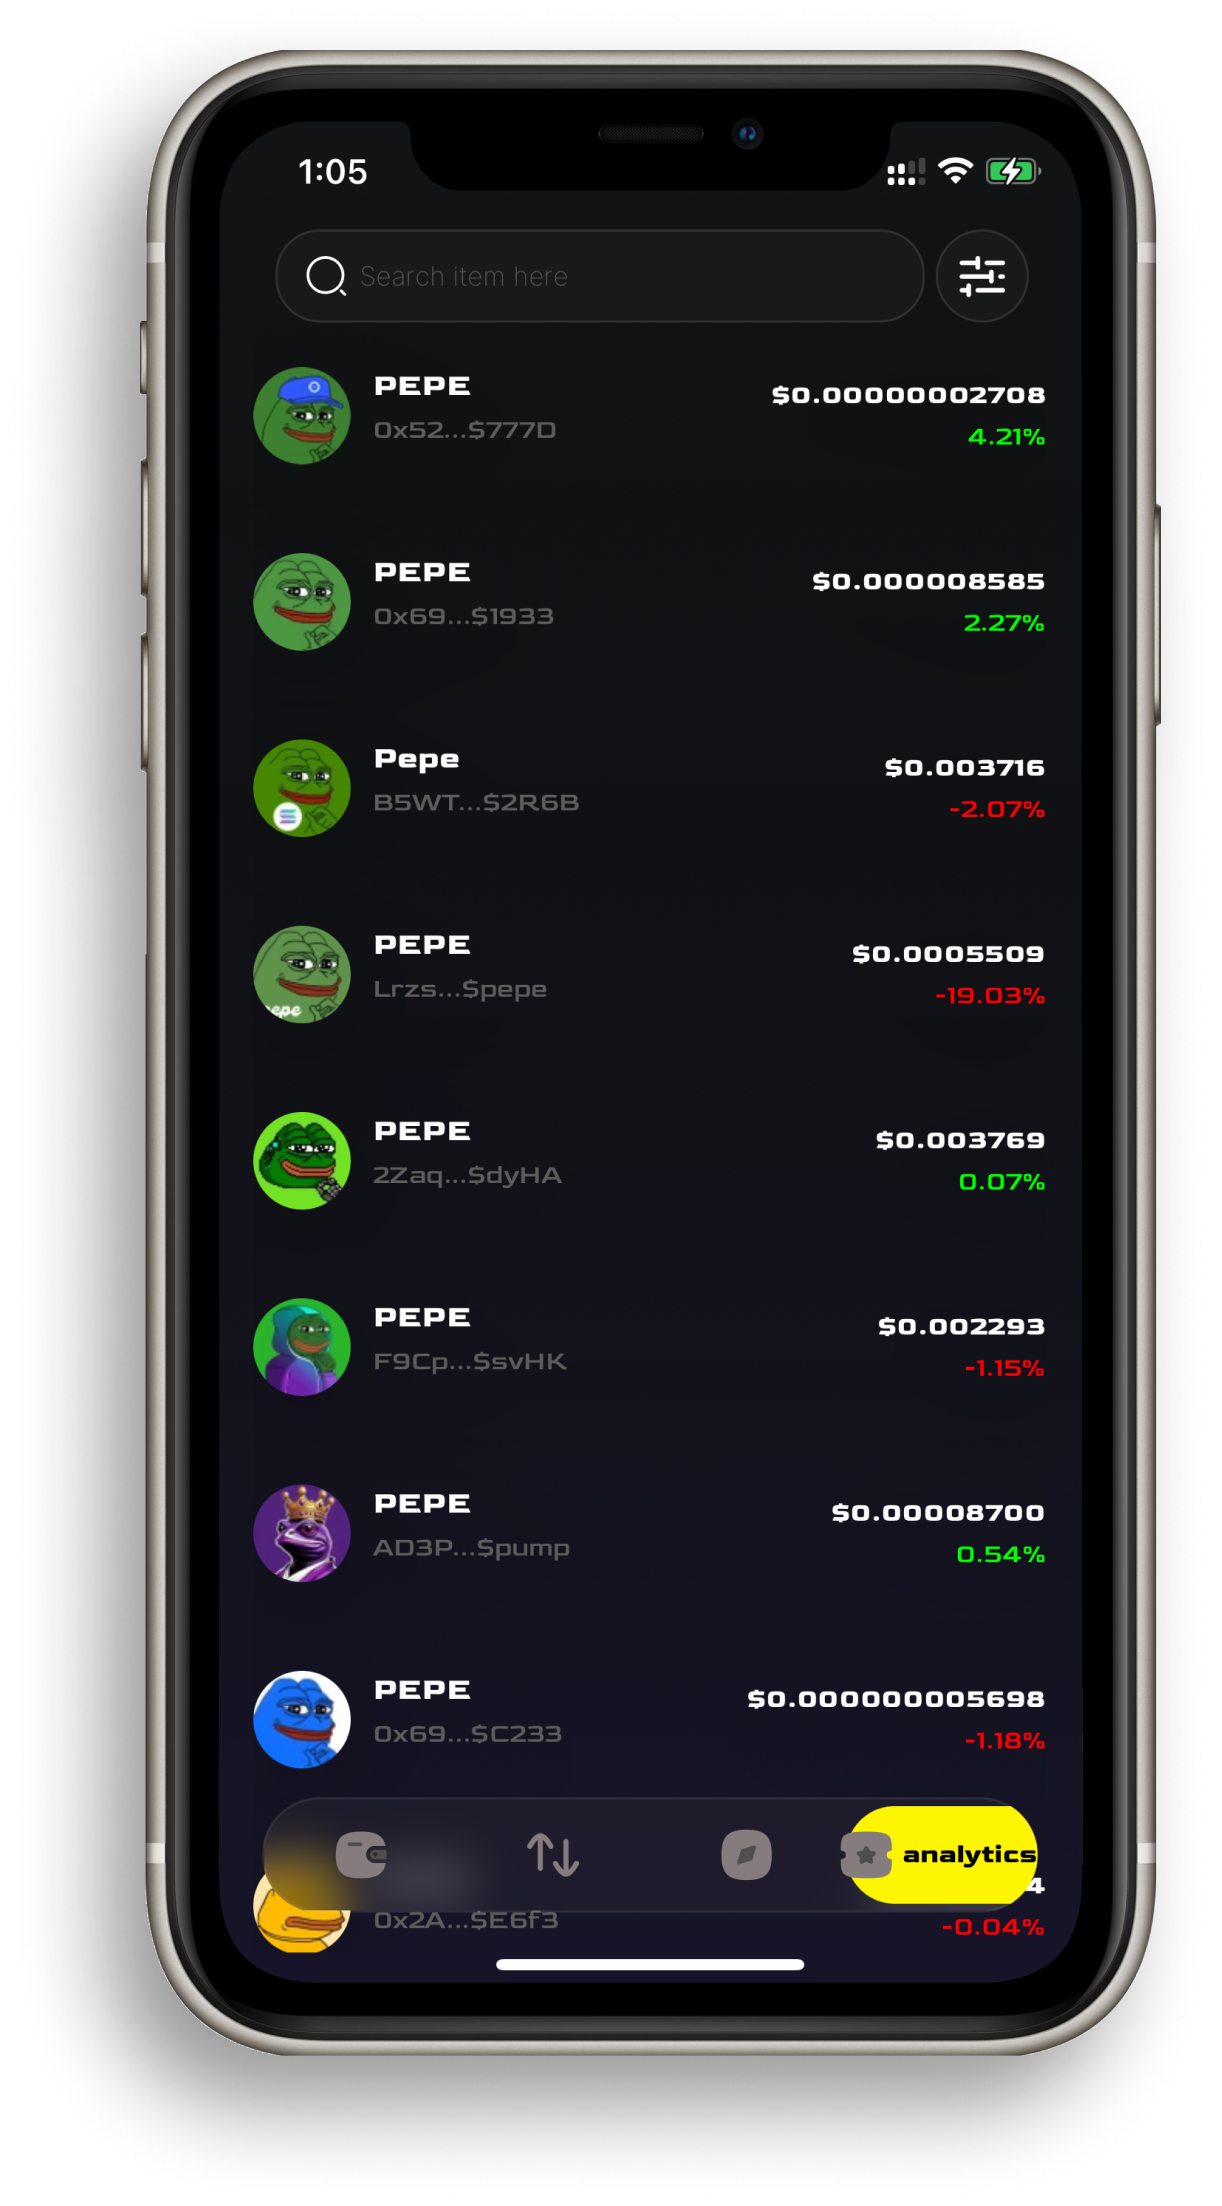 1:05
Search item here
PEPE
$0.00000002708
0x52...$777D
4.21%
PEPE
$0.000008585
0x69...$1933
2.27%
Pepe
$0.003716
B5WT...$2R6B
-2.07%
PEPE
$0.0005509
Lrzs...$pepe
-19.03%
epe
PEPE
$0.003769
2Zaq...$dyHA
0.07%
PEPE
$0.002293
F9Cp...$svHK
-1.15%
PEPE
$0.00008700
AD3P...$pump
0.54%
PEPE
$0.000000005698
0x69...$C233
-1.18%
analytics
4
0x2A...$E6f3
-0.04%